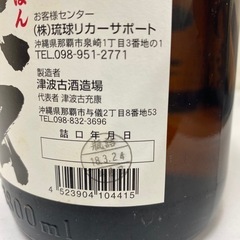 お客様センター
(株)琉球リカーサポート
沖縄県那覇市泉崎1丁目3番地の1
TEL.098-951-2771
製造者
津波古酒造場
代表者 津波古充康
沖縄県那覇市与儀2丁目8番53号
TEL 098-832-3696
詰口年月日
18.3.24
4 523904 104415